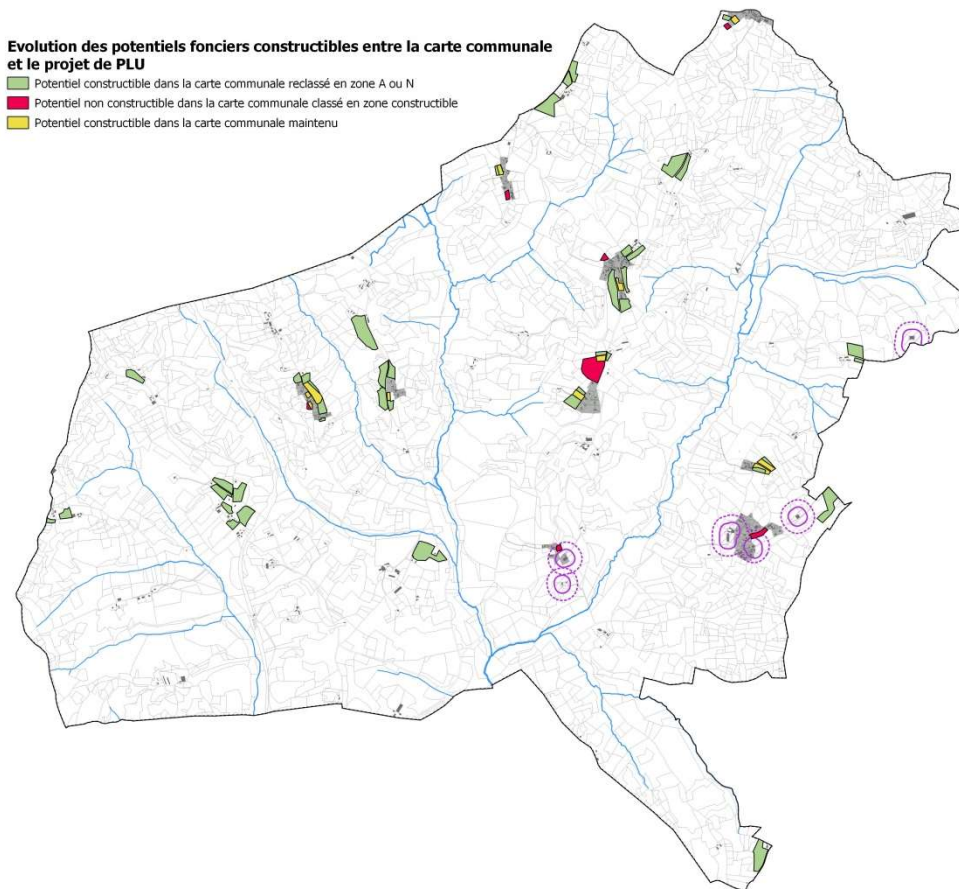 Evolution des potentiels fonciers constructibles entre la carte communale
et le projet de PLU
Potentiel constructible dans la carte communale reclassé en zone A ou N
Potentiel non constructible dans la carte communale classé en zone constructible
Potentiel constructible dans la carte communale maintenu